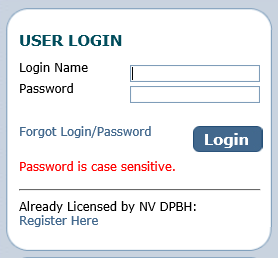 USER LOGIN
Login Name
Password
Forgot Login/Password
Login
Password is case sensitive.
Already Licensed by NV DPBH:
Register Here